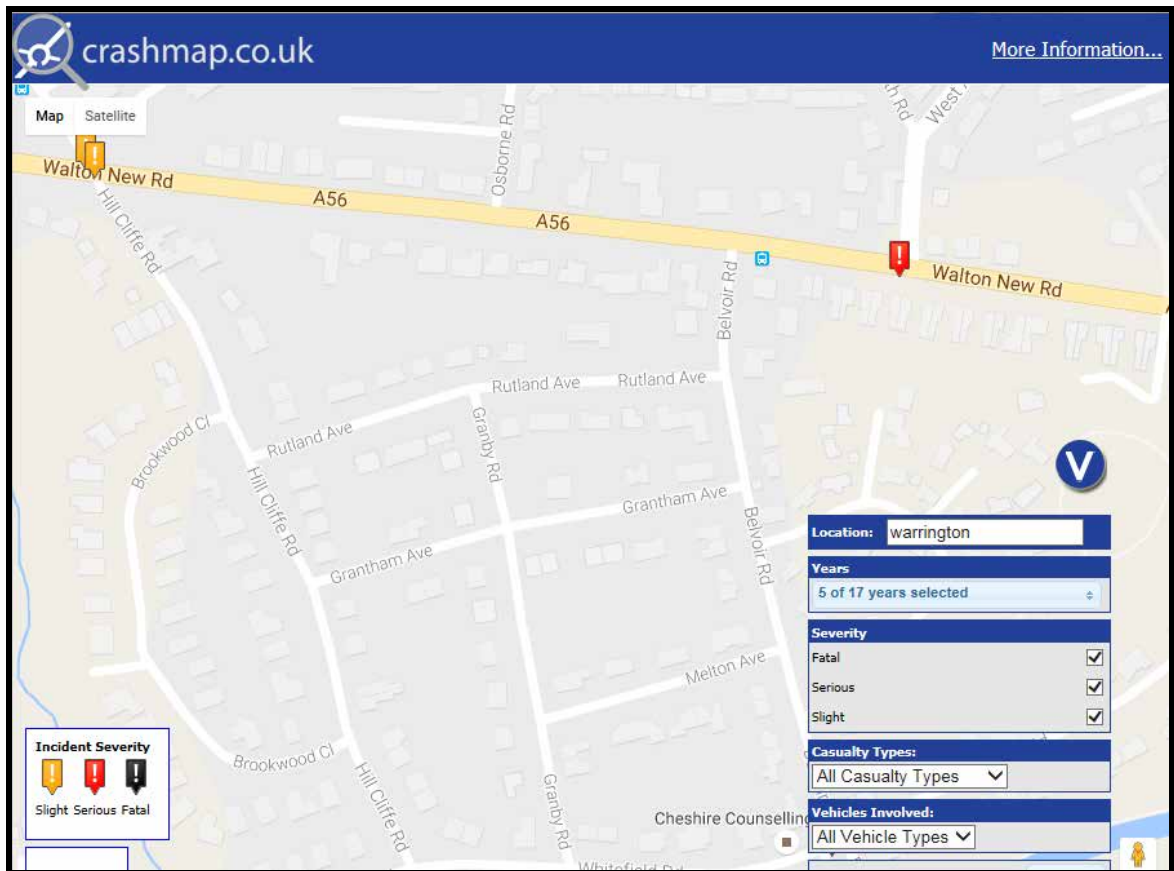 crashmap.co.uk
More Information...
Map
Satellite
Osborne Rd
Walton New Rd
A56
A56
Hill Cliffe Rd
Belvoir Rd
Walton New Rd
Rutland Ave
Rutland Ave
Brookwood Cl
Rutland Ave
Granby Rd
Hill Cliffe Rd
Grantham Ave
Grantham Ave
Belvoir Rd
V
Location: warrington
Years
5 of 17 years selected
Severity
Fatal
Serious
Slight
Melton Ave
Incident Severity
Slight Serious Fatal
Brookwood Cl
Hill Cliffe Rd
Granby Rd
Casualty Types:
All Casualty Types
Vehicles Involved:
All Vehicle Types
Cheshire Counselling